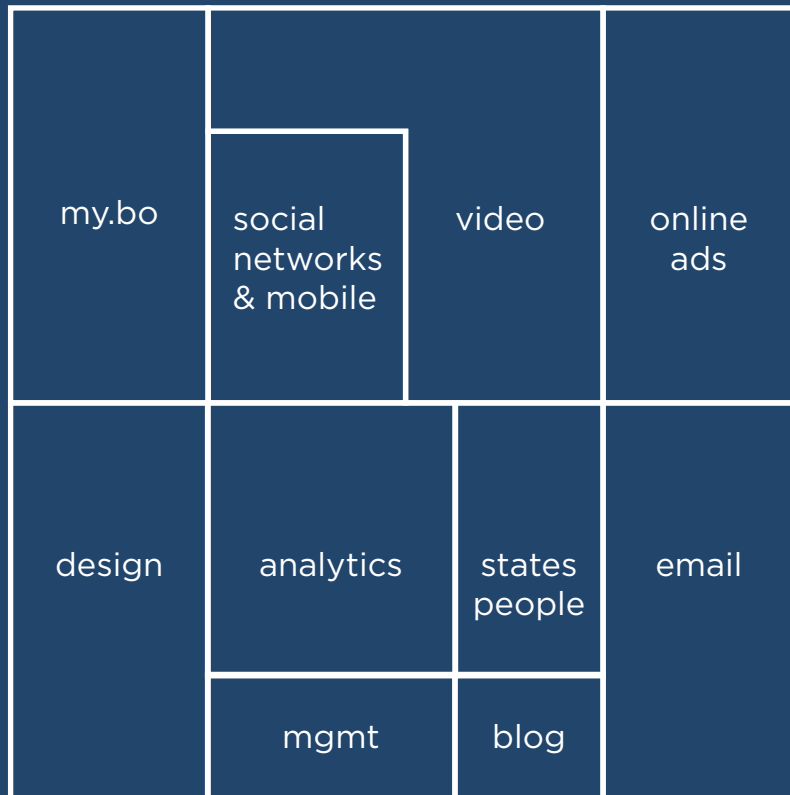 my.bo
social
networks
& mobile
video
online
ads
design
analytics
states
people
email
mgmt
blog